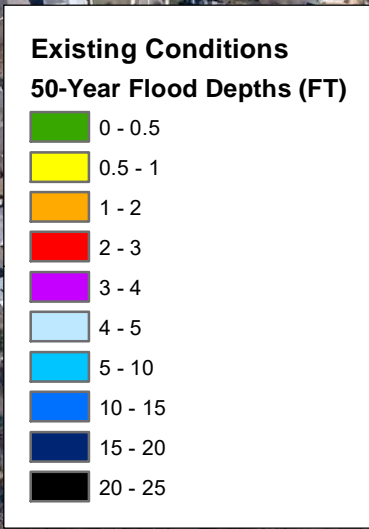 Existing Conditions
50-Year Flood Depths (FT)
0 - 0.5
0.5 - 1
1 - 2
2 - 3
3 - 4
4 - 5
5 - 10
10 - 15
15 - 20
20 - 25